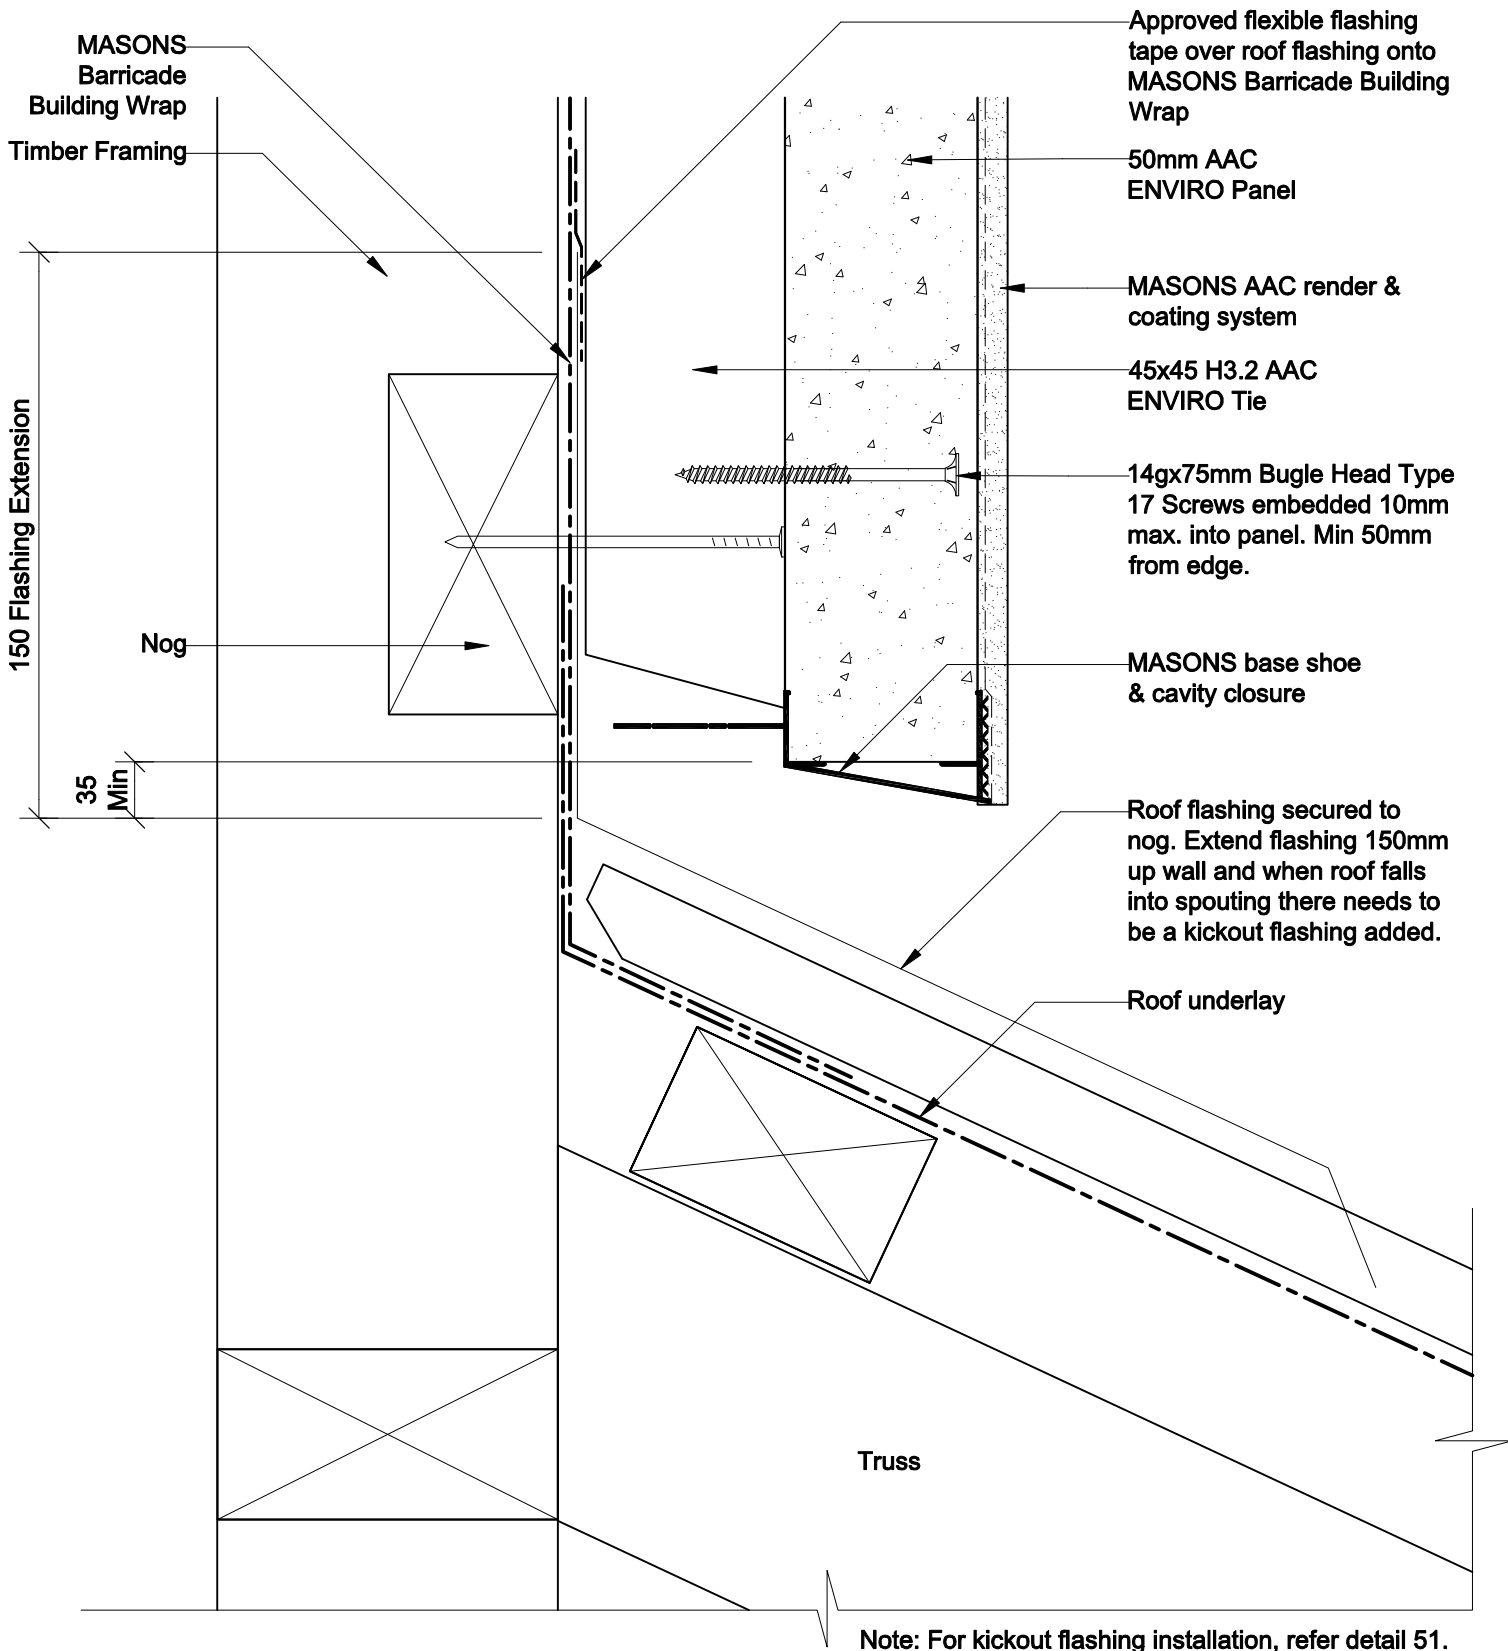 MASONS
Barricade
Building Wrap
Timber Framing
150 Flashing Extension
Nog
35
Min
Approved flexible flashing
tape over roof flashing onto
MASONS Barricade Building
Wrap
50mm AAC
ENVIRO Panel
MASONS AAC render &
coating system
45x45 H3.2 AAC
ENVIRO Tie
14gx75mm Bugle Head Type
17 Screws embedded 10mm
max. into panel. Min 50mm
from edge.
MASONS base shoe
& cavity closure
Roof flashing secured to
nog. Extend flashing 150mm
up wall and when roof falls
into spouting there needs to
be a kickout flashing added.
Roof underlay
Truss
Note: For kickout flashing installation, refer detail 51.